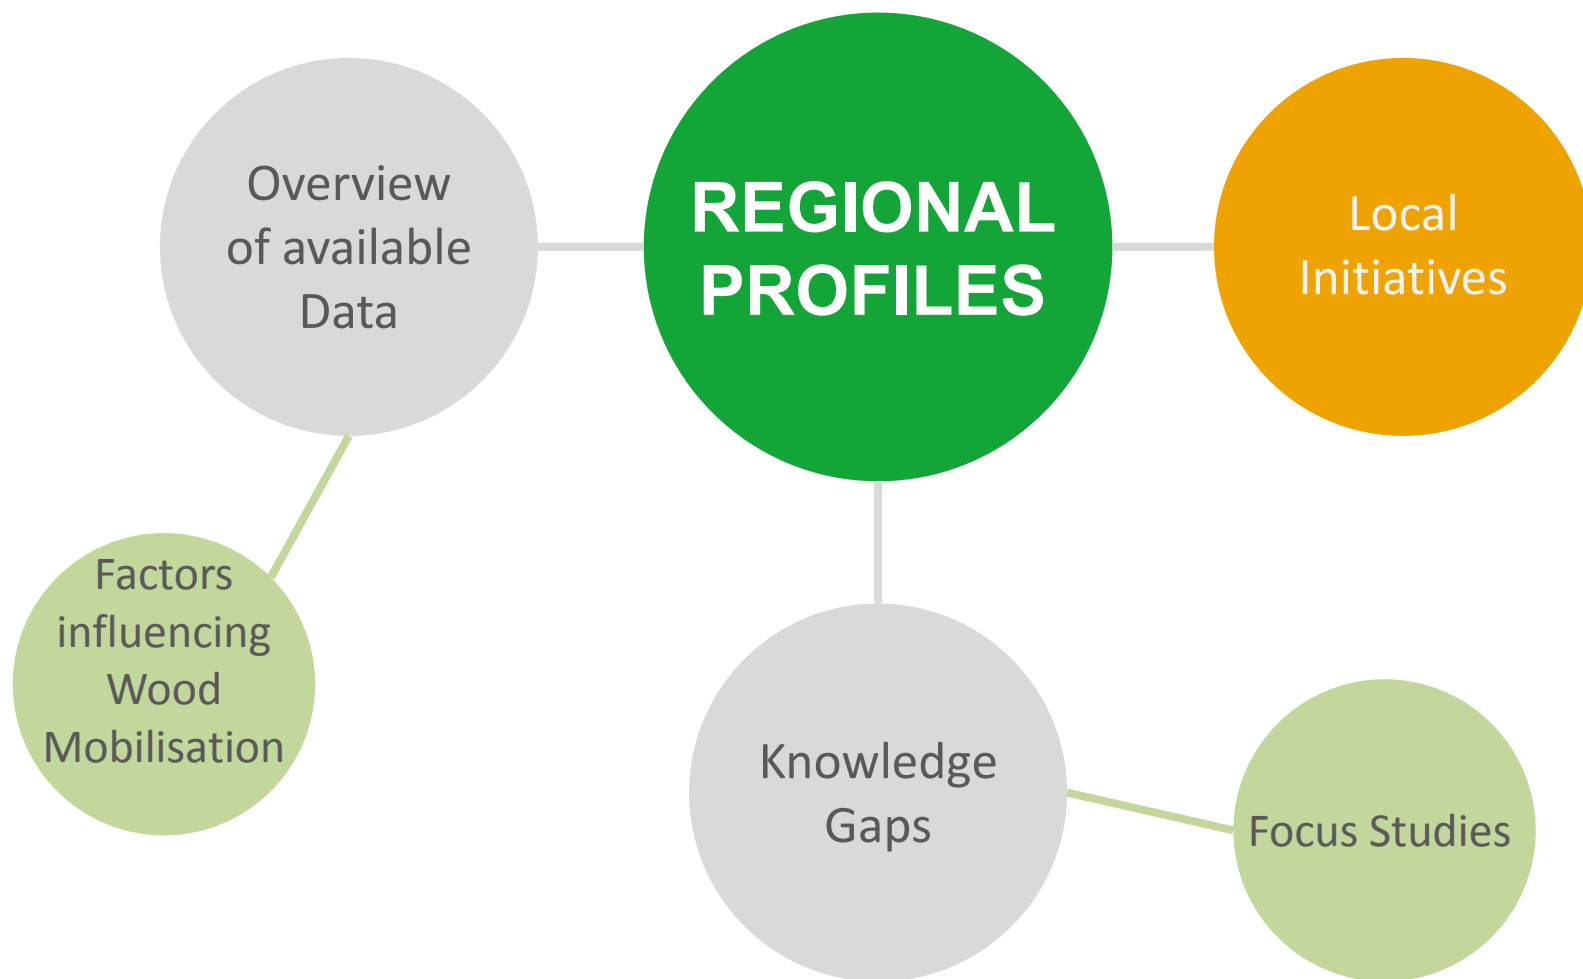 Overview
of available
Data
REGIONAL
PROFILES
Local
Initiatives
Factors
influencing
Wood
Mobilisation
Knowledge
Gaps
Focus Studies